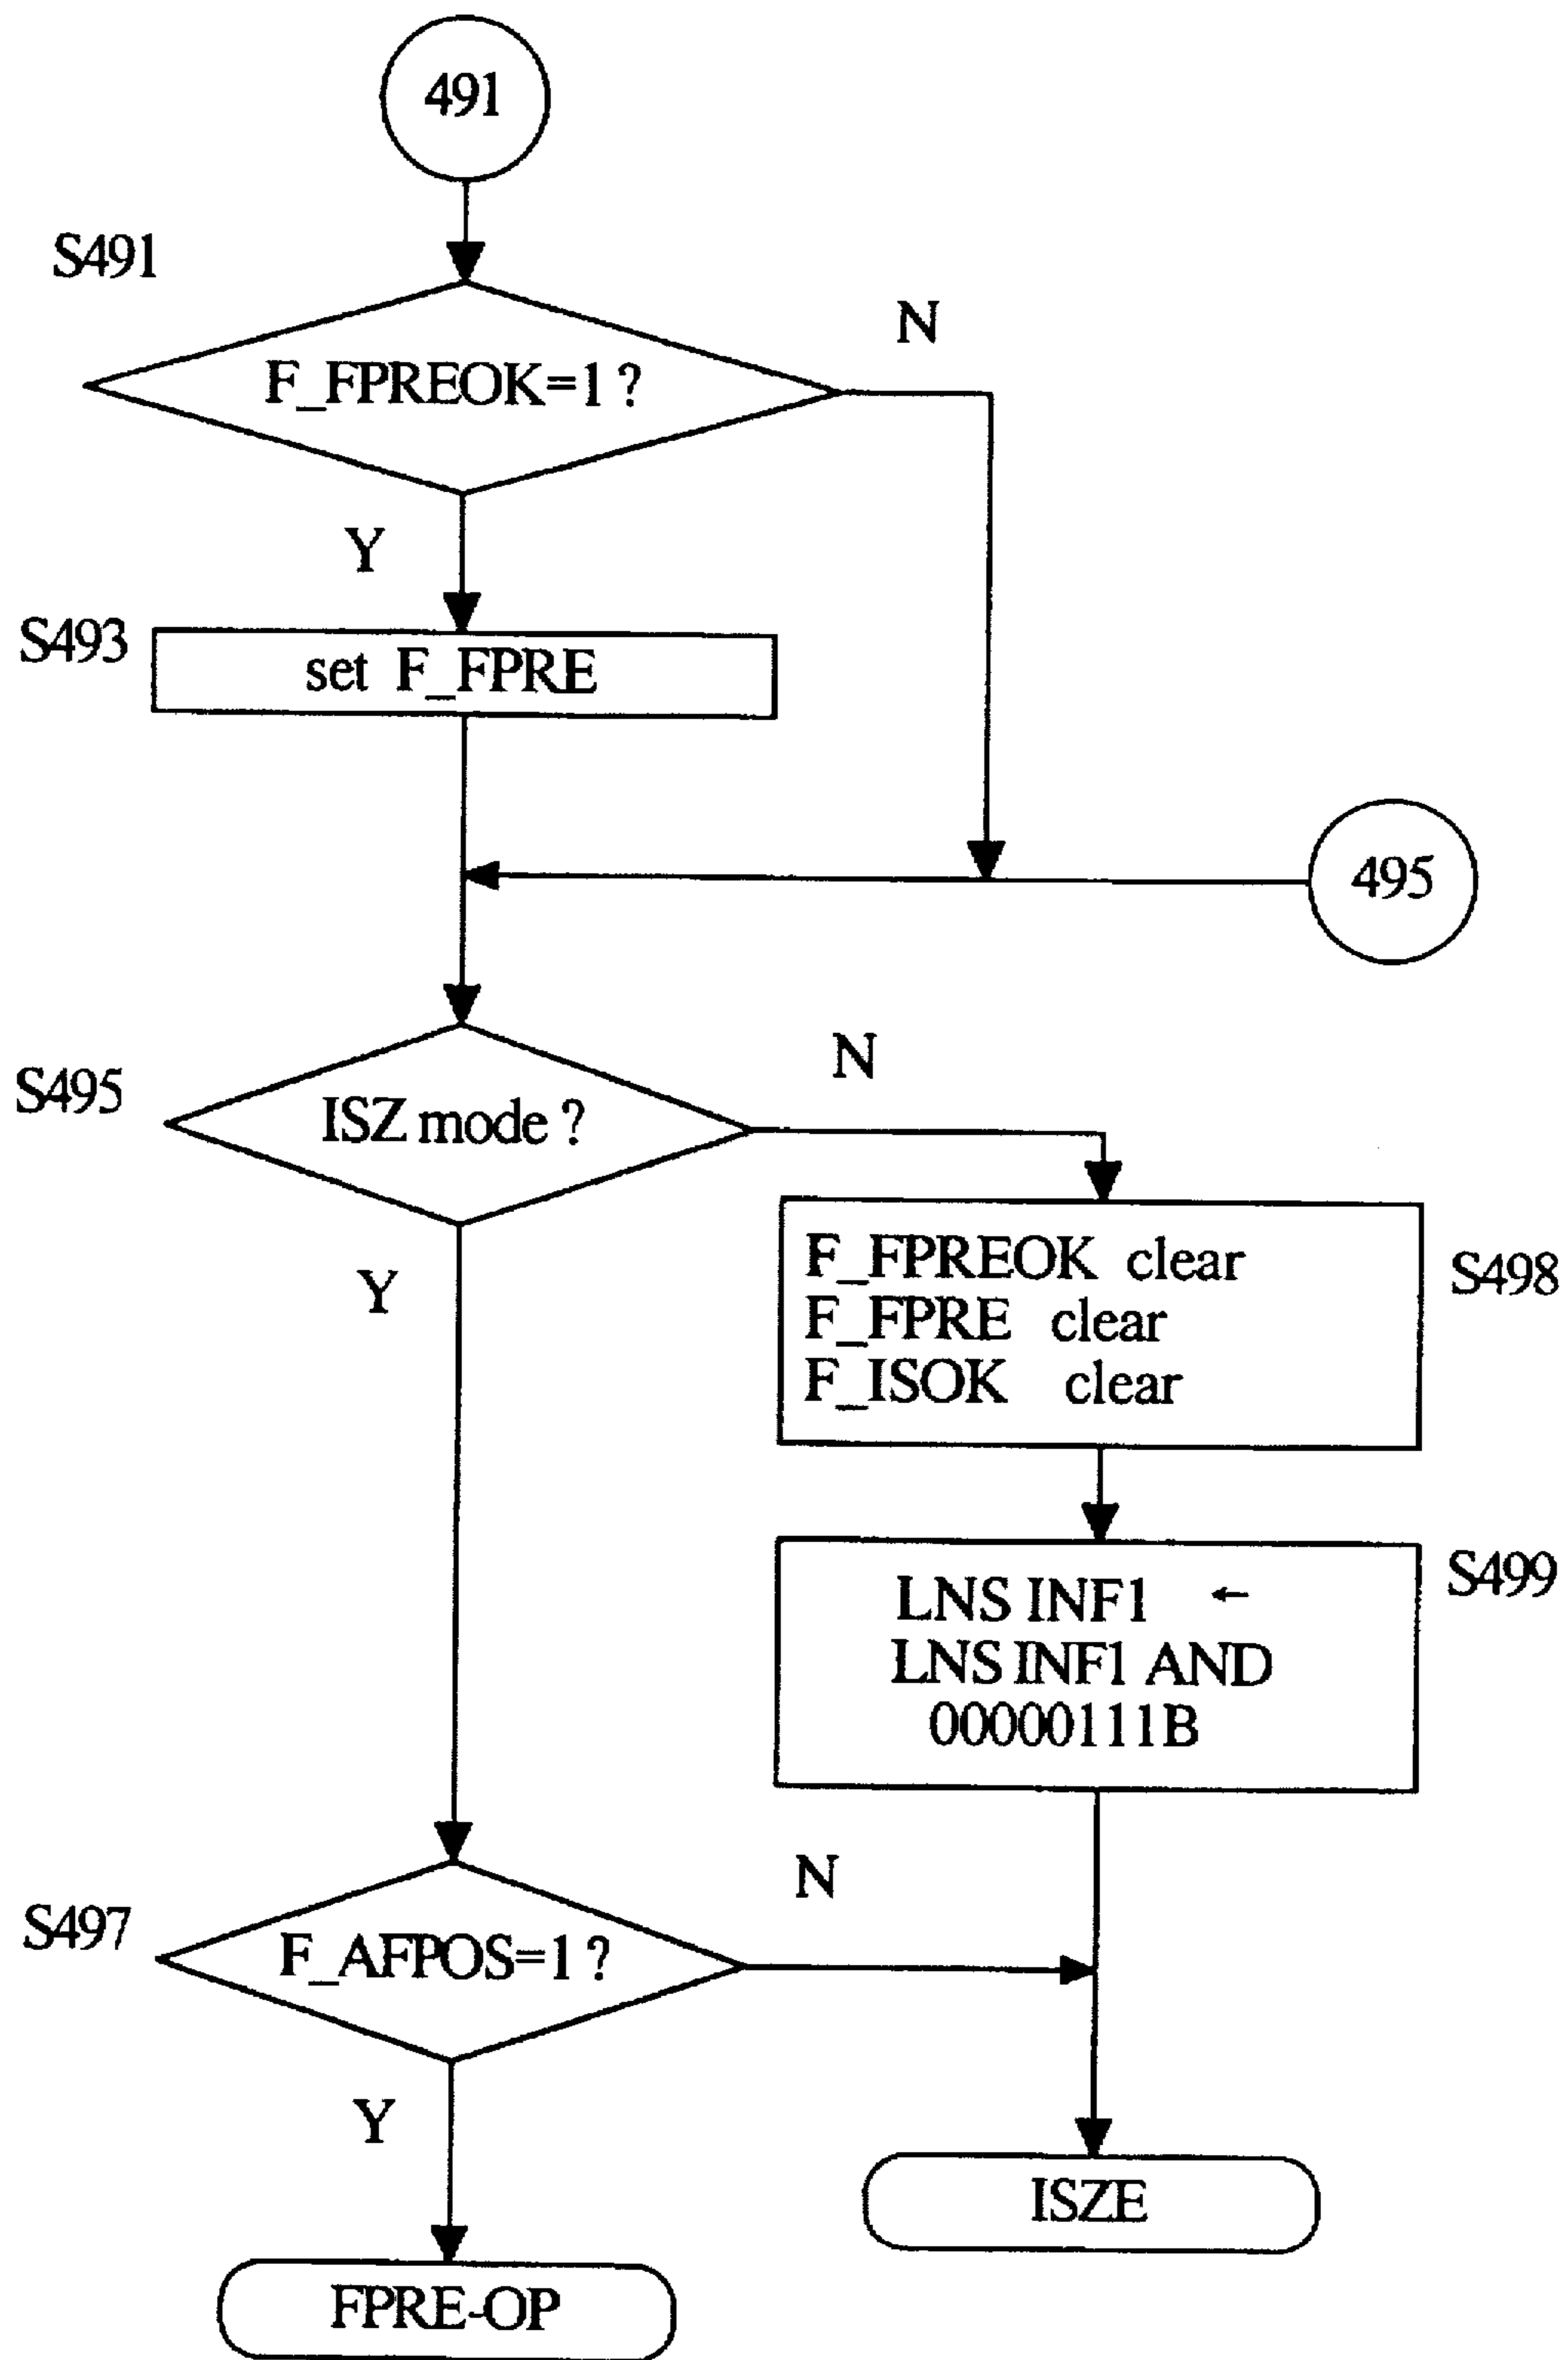 491
S491
N
F_FPREOK=1 ?
Y
S493
set F_FPRE
495
S495
N
ISZ mode ?
Y
F_FPREOK clear
F_FPRE clear
F_ISOK clear
S498
LNS INF1 ←
LNS INF1 AND
00000111B
S499
S497
N
F_AFPOS=1 ?
Y
ISZE
FPRE-OP